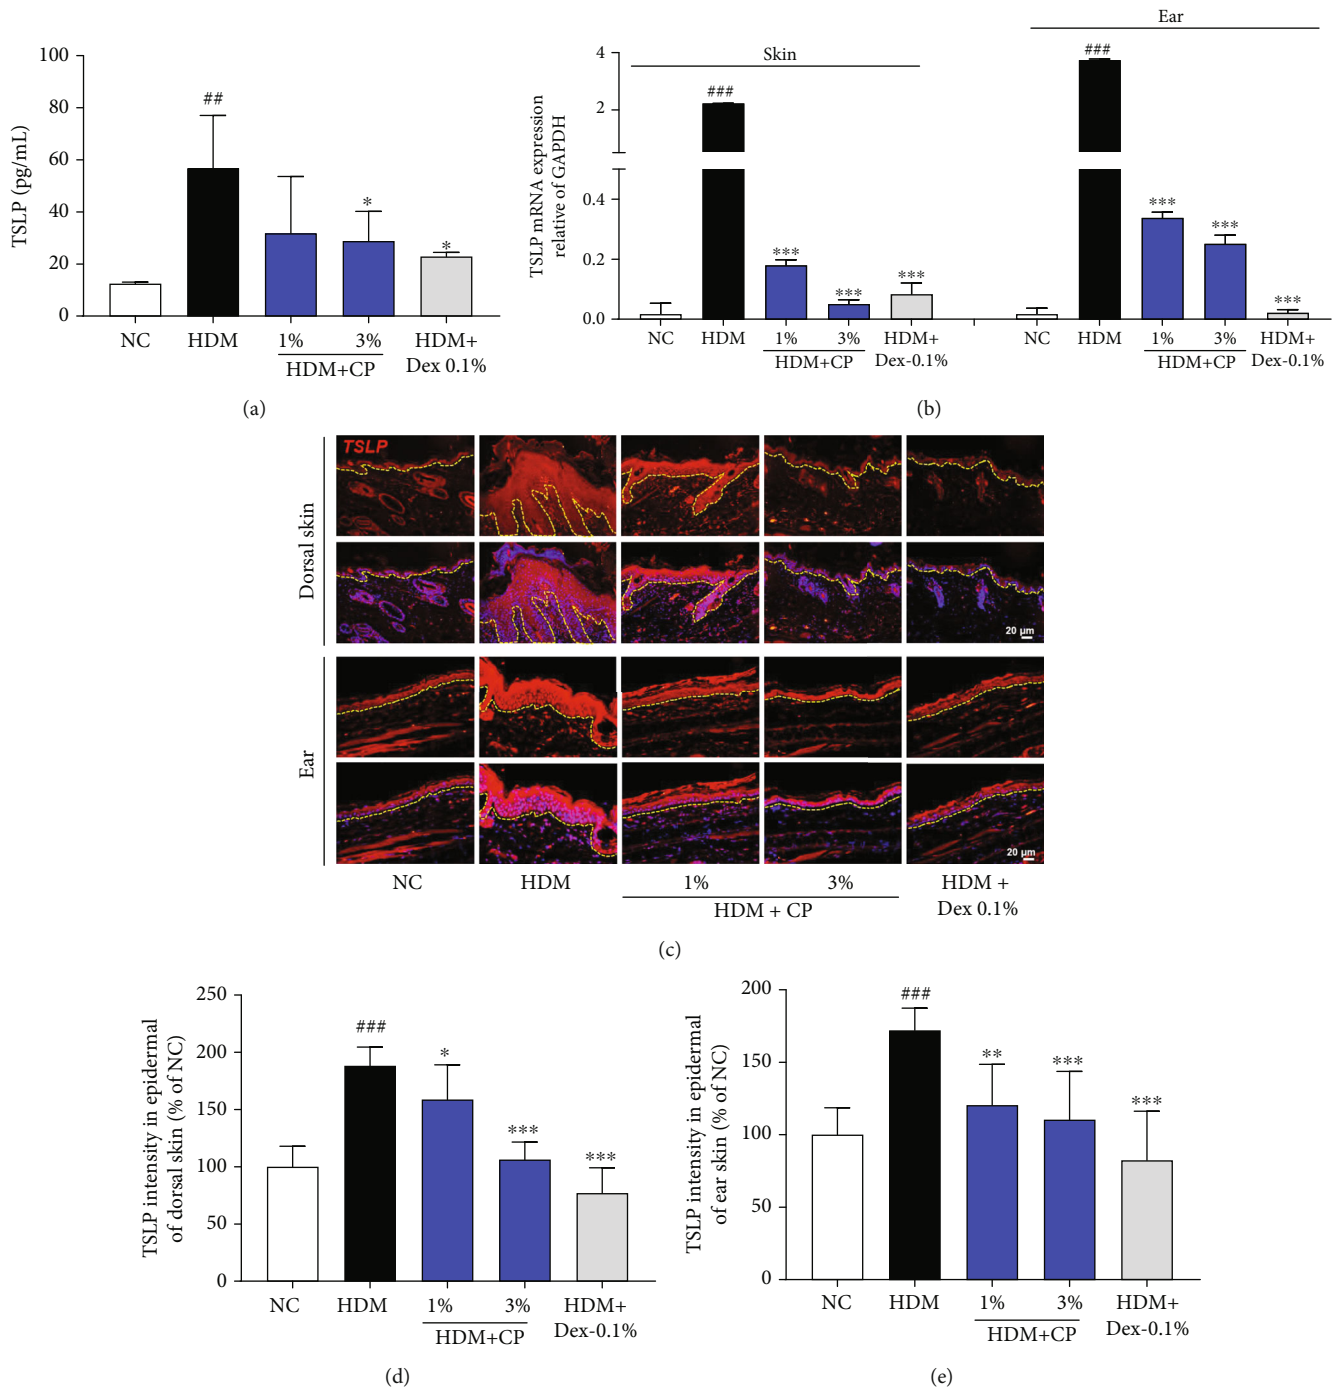 TSLP (pg/mL)
100
80
60
40
20
0
##
*
*
NC
HDM
1%
3%
HDM+
Dex 0.1%
HDM+CP
(a)
TSLP mRNA expression
relative of GAPDH
4
2
0.4
0.2
0.0
Skin
Ear
###
***
***
***
###
***
***
***
NC
HDM
1%
3%
HDM+
Dex-0.1%
HDM+CP
NC
HDM
1%
3%
HDM+
Dex-0.1%
HDM+CP
(b)
TSLP
Dorsal skin
20 µm
Ear
20 µm
NC
HDM
1%
3%
HDM +
Dex 0.1%
HDM + CP
(c)
TSLP intensity in epidermal
of dorsal skin (% of NC)
250
200
150
100
50
0
###
*
***
***
NC
HDM
1%
3%
HDM+
Dex-0.1%
HDM+CP
(d)
TSLP intensity in epidermal
of ear skin (% of NC)
200
150
100
50
0
###
**
***
***
NC
HDM
1%
3%
HDM+
Dex-0.1%
HDM+CP
(e)